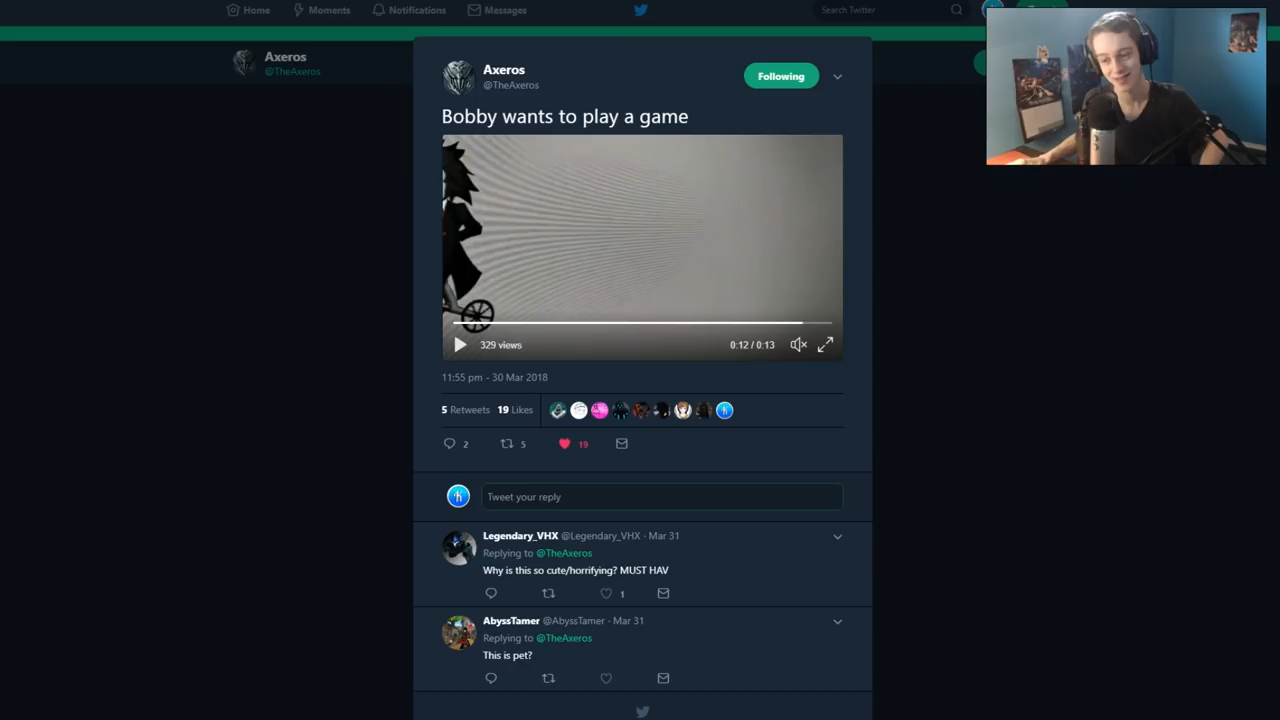 Home
Moments
Notifications
Messages
Search Twitter
Axeros
@TheAxeros
Axeros
@TheAxeros
Following
Bobby wants to play a game
329 views
0:12 / 0:13
11:55 pm - 30 Mar 2018
5 Retweets 19 Likes
2
5
19
Tweet your reply
Legendary_VHX @Legendary_VHX · Mar 31
Replying to @TheAxeros
Why is this so cute/horrifying? MUST HAV
1
AbyssTamer @AbyssTamer · Mar 31
Replying to @TheAxeros
This is pet?